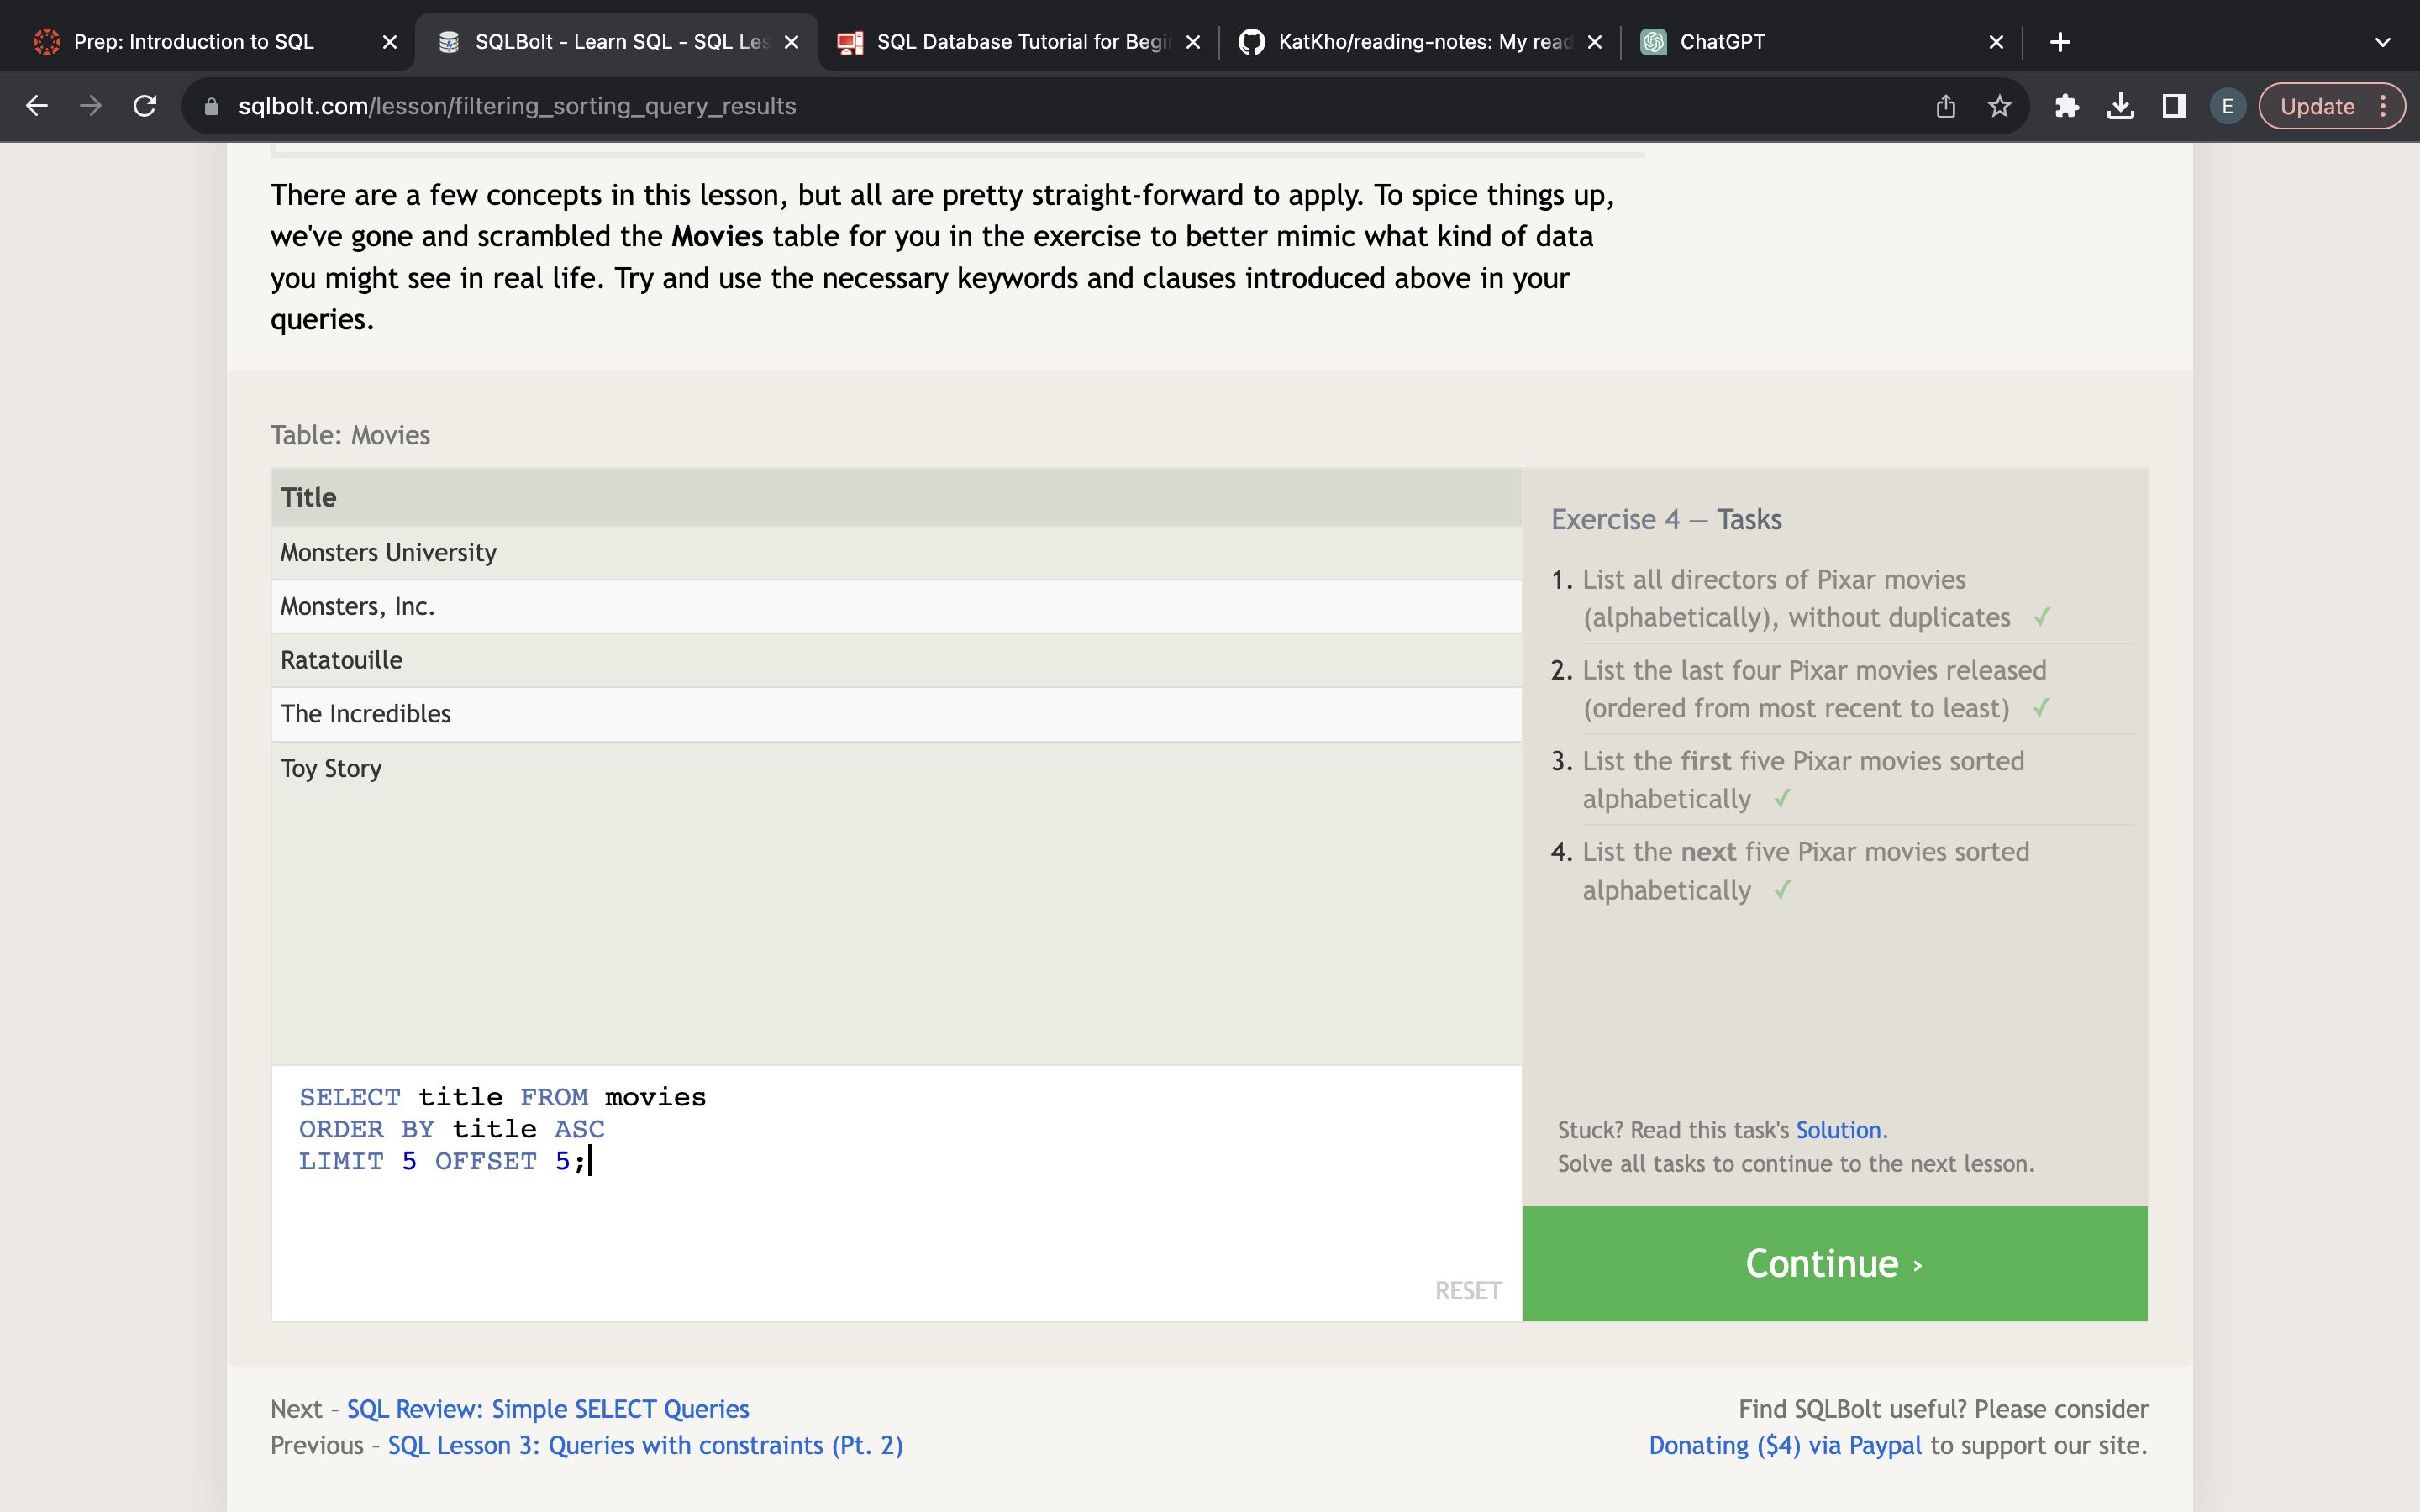 Prep: Introduction to SQL
SQLBolt - Learn SQL - SQL Les
SQL Database Tutorial for Begi
KatKho/reading-notes: My read
ChatGPT
sqlbolt.com/lesson/filtering_sorting_query_results
E
Update
There are a few concepts in this lesson, but all are pretty straight-forward to apply. To spice things up,
we've gone and scrambled the Movies table for you in the exercise to better mimic what kind of data
you might see in real life. Try and use the necessary keywords and clauses introduced above in your
queries.
Table: Movies
Title
Monsters University
Monsters, Inc.
Ratatouille
The Incredibles
Toy Story
SELECT title FROM movies
ORDER BY title ASC
LIMIT 5 OFFSET 5;
RESET
Exercise 4 — Tasks
1. List all directors of Pixar movies
(alphabetically), without duplicates ✓
2. List the last four Pixar movies released
(ordered from most recent to least) ✓
3. List the first five Pixar movies sorted
alphabetically ✓
4. List the next five Pixar movies sorted
alphabetically ✓
Stuck? Read this task's Solution.
Solve all tasks to continue to the next lesson.
Continue ›
Next – SQL Review: Simple SELECT Queries
Previous – SQL Lesson 3: Queries with constraints (Pt. 2)
Find SQLBolt useful? Please consider
Donating ($4) via Paypal to support our site.